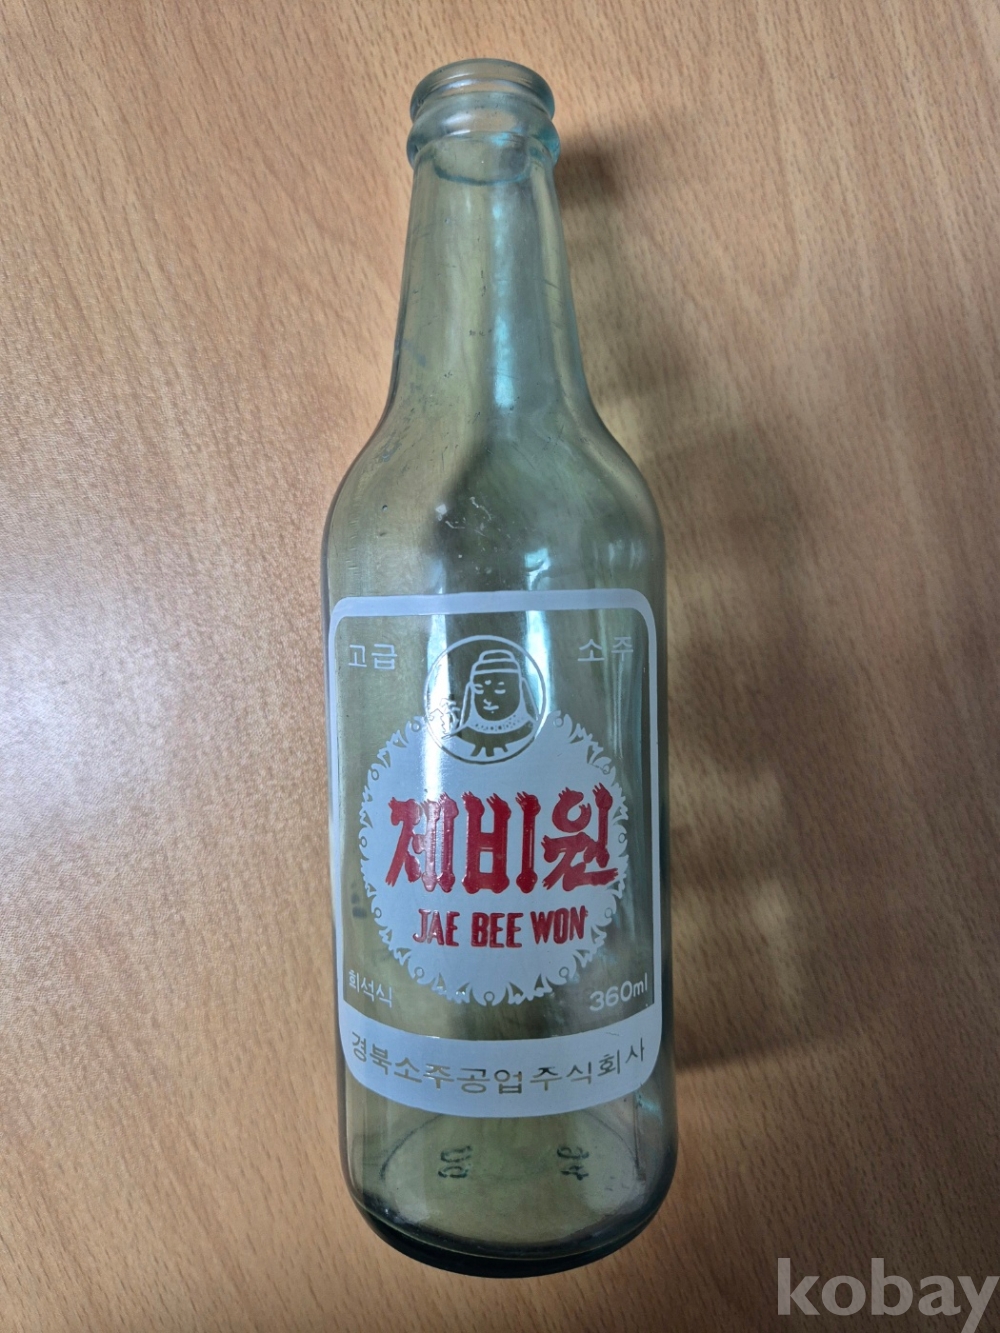 고급 소주
제비원
JAE BEE WON
희석식 360ml
경북소주공업주식회사
kobay